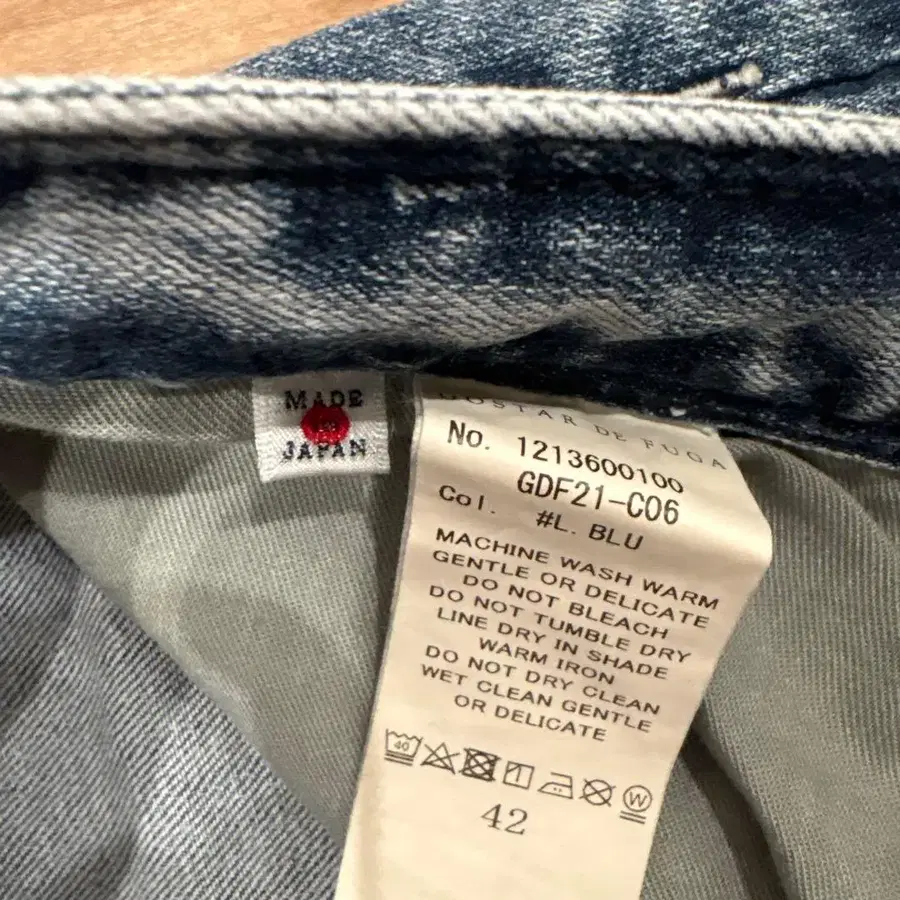 MADE
IN
JAPAN
GOSTAR DE FUGA
No. 1213600100
GDF21-C06
Col. #L. BLU
MACHINE WASH WARM
GENTLE OR DELICATE
DO NOT BLEACH
DO NOT TUMBLE DRY
LINE DRY IN SHADE
WARM IRON
DO NOT DRY CLEAN
WET CLEAN GENTLE
OR DELICATE
40
W
42